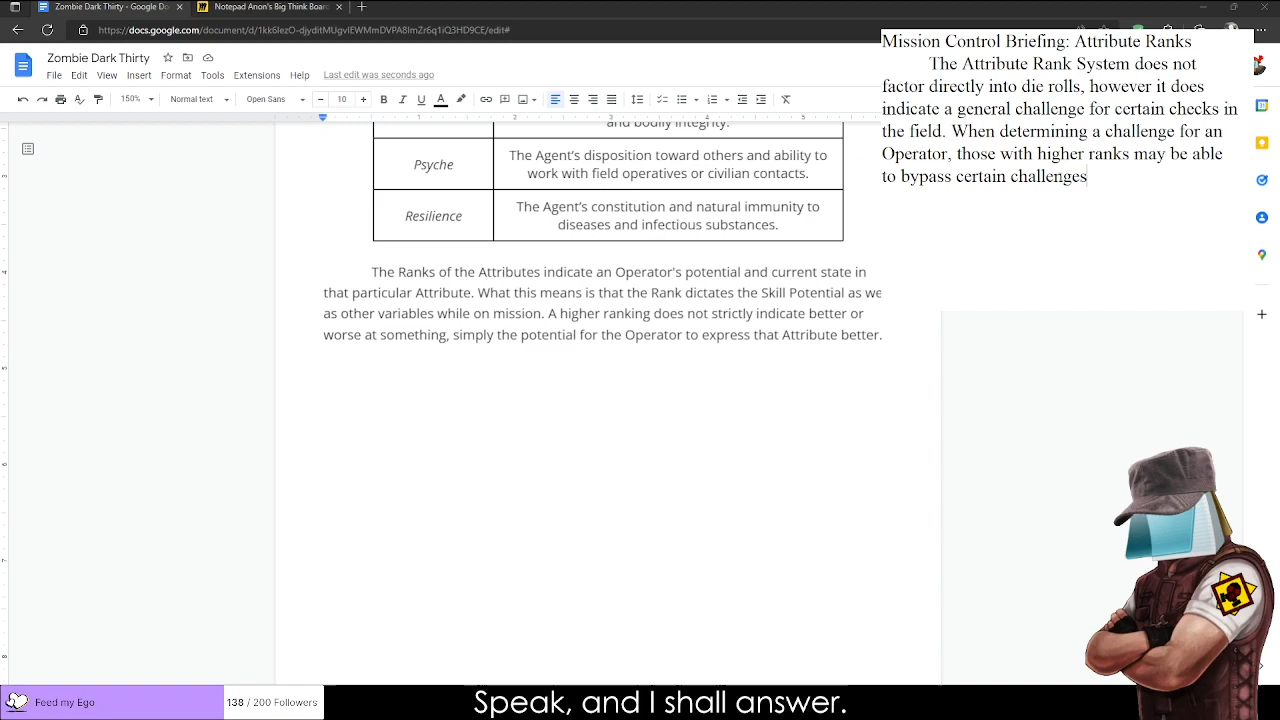 Zombie Dark Thirty - Google Do
Notepad Anon's Big Think Board
https://docs.google.com/document/d/1kk6lezO-djyditMUgvIEWMmDVPA8ImZr6q1iQ3HD9CE/edit#
Zombie Dark Thirty
File Edit View Insert Format Tools Extensions Help Last edit was seconds ago
150% Normal text Open Sans 10 B I U A
1 2 3 4 5
and bodily integrity.
Psyche
The Agent's disposition toward others and ability to
work with field operatives or civilian contacts.
Resilience
The Agent's constitution and natural immunity to
diseases and infectious substances.
The Ranks of the Attributes indicate an Operator's potential and current state in
that particular Attribute. What this means is that the Rank dictates the Skill Potential as we
as other variables while on mission. A higher ranking does not strictly indicate better or
worse at something, simply the potential for the Operator to express that Attribute better.
Mission Control Briefing: Attribute Ranks
The Attribute Rank System does not
factor directly into die rolls, however it does
indicate a general challenge for certain checks in
the field. When determining a challenge for an
Operator, those with higher ranks may be able
to bypass certain challenges
Feed my Ego
138 / 200 Followers
Speak, and I shall answer.